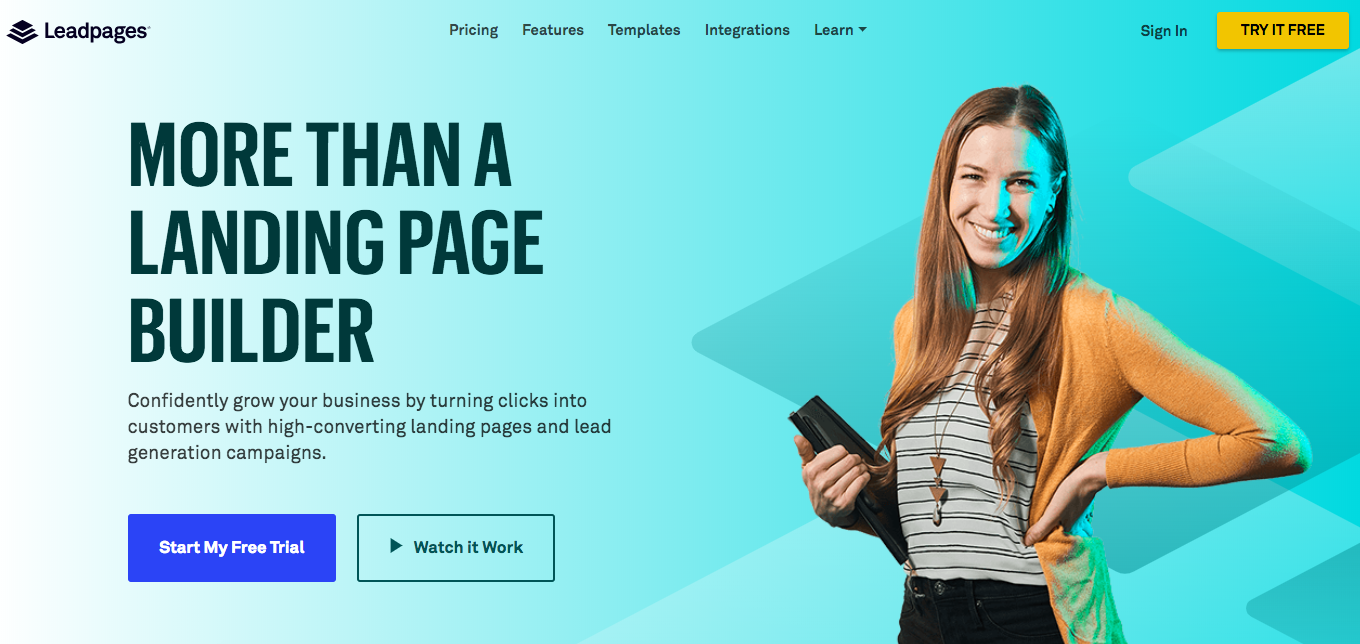 Leadpages
Pricing
Features
Templates
Integrations
Learn
Sign In
TRY IT FREE
MORE THAN A
LANDING PAGE
BUILDER
Confidently grow your business by turning clicks into
customers with high-converting landing pages and lead
generation campaigns.
Start My Free Trial
Watch it Work